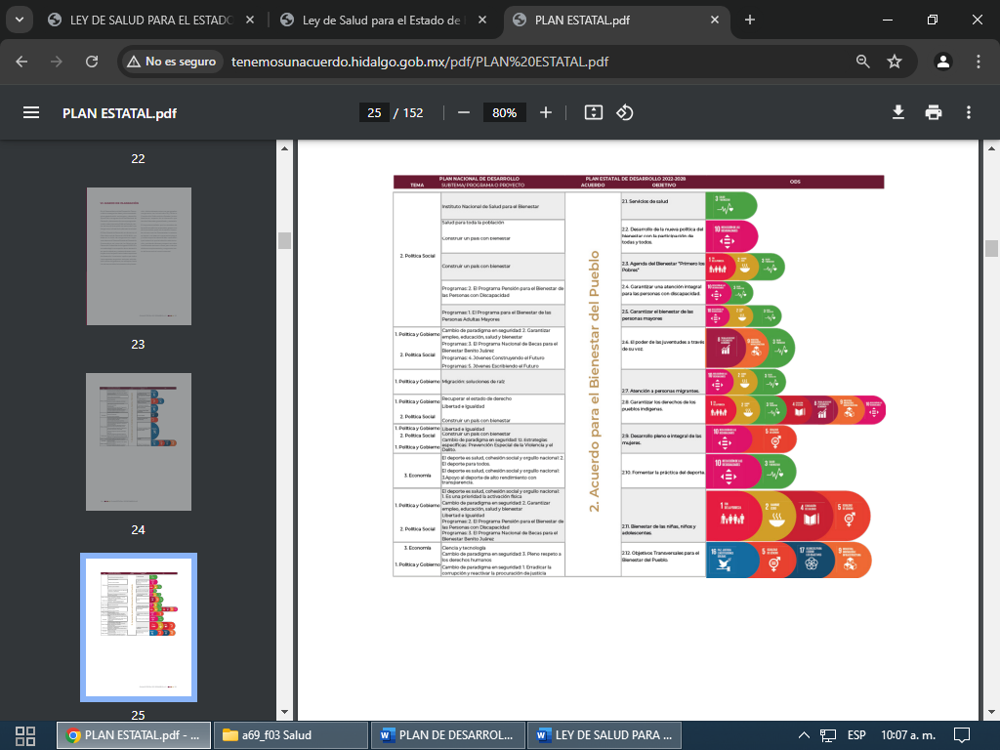 LEY DE SALUD PARA EL ESTADO
Ley de Salud para el Estado de
PLAN ESTATAL.pdf
No es seguro
tenemosunacuerdo.hidalgo.gob.mx/pdf/PLAN%20ESTATAL.pdf
PLAN ESTATAL.pdf
25 / 152
80%
22
23
24
25
PLAN NACIONAL DE DESARROLLO
PLAN ESTATAL DE DESARROLLO 2022-2028
ODS
TEMA
SUBTEMA/ PROGRAMA O PROYECTO
ACUERDO
OBJETIVO
2. Política Social
Instituto Nacional de Salud para el Bienestar
Salud para toda la población
Construir un país con bienestar
Construir un país con bienestar
Programas: 2. El Programa Pensión para el Bienestar de
las Personas con Discapacidad
Programas: 1. El Programa para el Bienestar de las
Personas Adultas Mayores
1. Política y Gobierno
2. Política Social
Cambio de paradigma en seguridad: 2. Garantizar
empleo, educación, salud y bienestar
Programas: 3. El Programa Nacional de Becas para el
Bienestar Benito Juárez
Programas: 4. Jóvenes Construyendo el Futuro
Programas: 5. Jóvenes Escribiendo el Futuro
1. Política y Gobierno
Migración: soluciones de raíz
1. Política y Gobierno
2. Política Social
Recuperar el estado de derecho
Libertad e Igualdad
Construir un país con bienestar
1. Política y Gobierno
2. Política Social
1. Política y Gobierno
Libertad e Igualdad
Construir un país con bienestar
Cambio de paradigma en seguridad: 13. Estrategias
específicas: Prevención Especial de la Violencia y el
Delito.
3. Economía
El deporte es salud, cohesión social y orgullo nacional: 2.
El deporte para todos.
El deporte es salud, cohesión social y orgullo nacional:
3.Apoyo al deporte de alto rendimiento con
transparencia.
1. Política y Gobierno
2. Política Social
El deporte es salud, cohesión social y orgullo nacional:
1. Es una prioridad la activación física
Cambio de paradigma en seguridad: 2. Garantizar
empleo, educación, salud y bienestar
Libertad e Igualdad
Programas: 2. El Programa Pensión para el Bienestar de
las Personas con Discapacidad
Programas: 3. El Programa Nacional de Becas para el
Bienestar Benito Juárez
3. Economía
1. Política y Gobierno
Ciencia y tecnología
Cambio de paradigma en seguridad: 3. Pleno respeto a
los derechos humanos
Cambio de paradigma en seguridad: 1. Erradicar la
corrupción y reactivar la procuración de justicia
2. Acuerdo para el Bienestar del Pueblo
2.1. Servicios de salud
2.2. Desarrollo de la nueva política del
bienestar con la participación de
todas y todos.
2.3. Agenda del Bienestar "Primero los
Pobres"
2.4. Garantizar una atención integral
para las personas con discapacidad.
2.5. Garantizar el bienestar de las
personas mayores
2.6. El poder de las juventudes a través
de su voz.
2.7. Atención a personas migrantes.
2.8. Garantizar los derechos de los
pueblos indígenas.
2.9. Desarrollo pleno e integral de las
mujeres.
2.10. Fomentar la práctica del deporte.
2.11. Bienestar de las niñas, niños y
adolescentes.
2.12. Objetivos Transversales para el
Bienestar del Pueblo.
PLAN ESTATAL.pdf - ...
a69_f03 Salud
PLAN DE DESARROL...
LEY DE SALUD PARA ...
ESP
10:07 a. m.